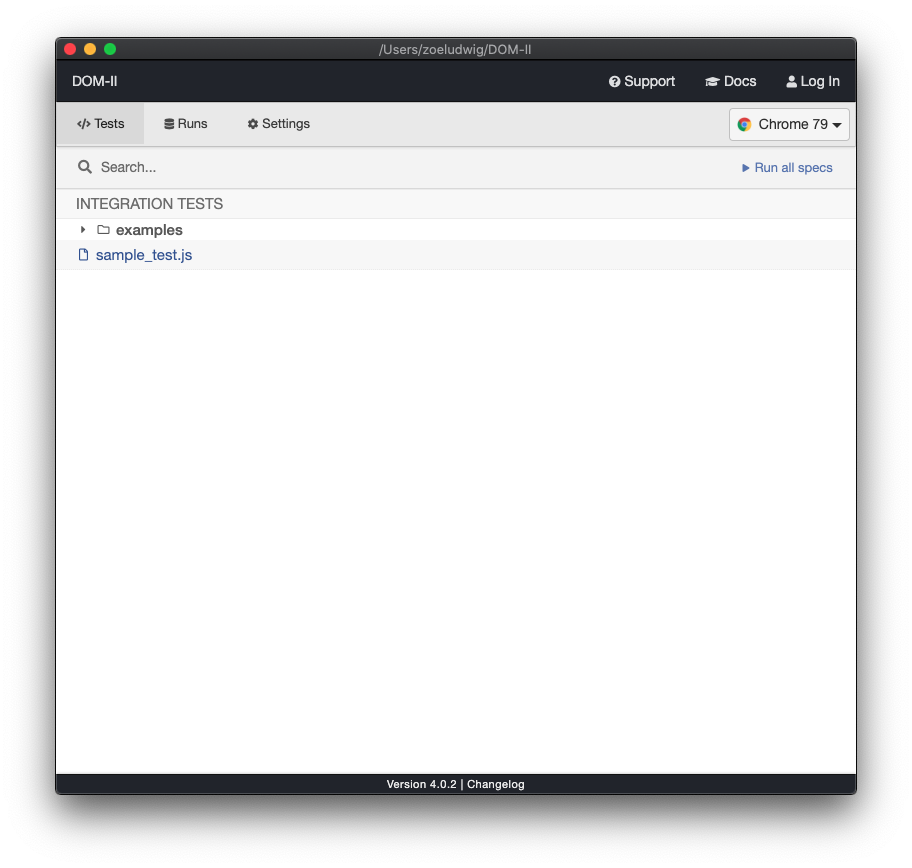 /Users/zoeludwig/DOM-II
DOM-II Support Docs Log In
</> Tests Runs Settings Chrome 79
Search... Run all specs
INTEGRATION TESTS
examples
sample_test.js
Version 4.0.2 | Changelog